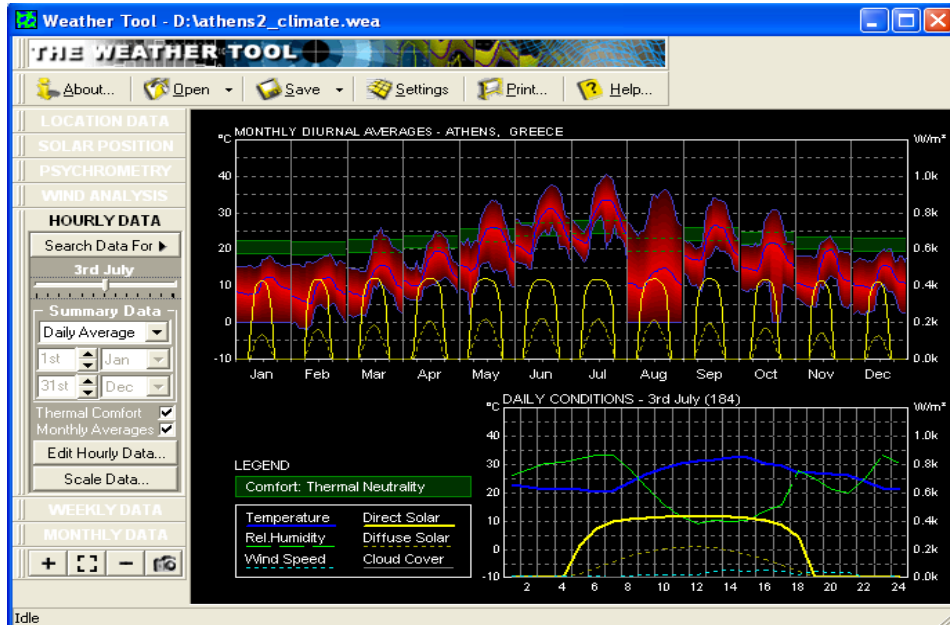 Weather Tool - D:\athens2_climate.wea
THE WEATHER TOOL
About... Open Save Settings Print... Help...
LOCATION DATA
SOLAR POSITION
PSYCHROMETRY
WIND ANALYSIS
HOURLY DATA
Search Data For
3rd July
Summary Data
Daily Average
1st Jan
31st Dec
Thermal Comfort
Monthly Averages
Edit Hourly Data...
Scale Data...
WEEKLY DATA
MONTHLY DATA
°C MONTHLY DIURNAL AVERAGES - ATHENS, GREECE W/m²
40 1.0k
30 0.8k
20 0.6k
10 0.4k
0 0.2k
-10 0.0k
Jan Feb Mar Apr May Jun Jul Aug Sep Oct Nov Dec
°C DAILY CONDITIONS - 3rd July (184) W/m²
40 1.0k
30 0.8k
20 0.6k
10 0.4k
0 0.2k
-10 0.0k
2 4 6 8 10 12 14 16 18 20 22 24
LEGEND
Comfort: Thermal Neutrality
Temperature Direct Solar
Rel.Humidity Diffuse Solar
Wind Speed Cloud Cover
Idle